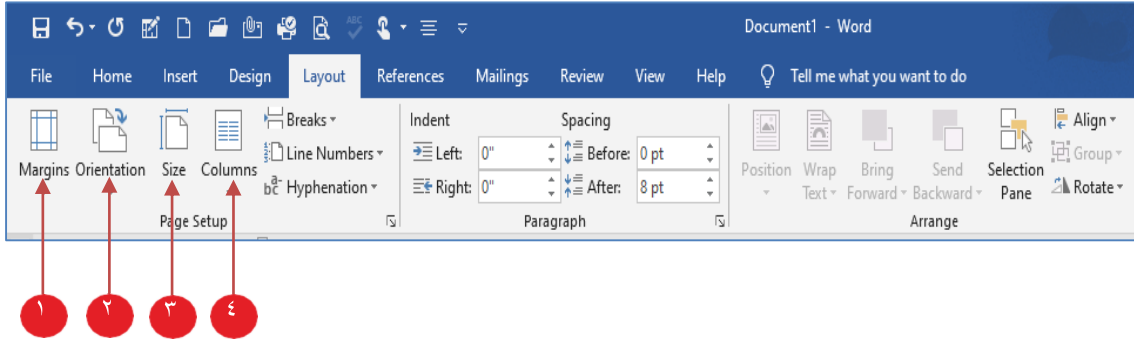 ABC
Document1 - Word
File Home Insert Design Layout References Mailings Review View Help Tell me what you want to do
Margins Orientation Size Columns
Breaks
Line Numbers
bc a- Hyphenation
Page Setup
Indent Spacing
Left: 0" Before: 0 pt
Right: 0" After: 8 pt
Paragraph
Position Wrap Text Bring Forward Send Backward Selection Pane
Align
Group
Rotate
Arrange
١ ٢ ٣ ٤